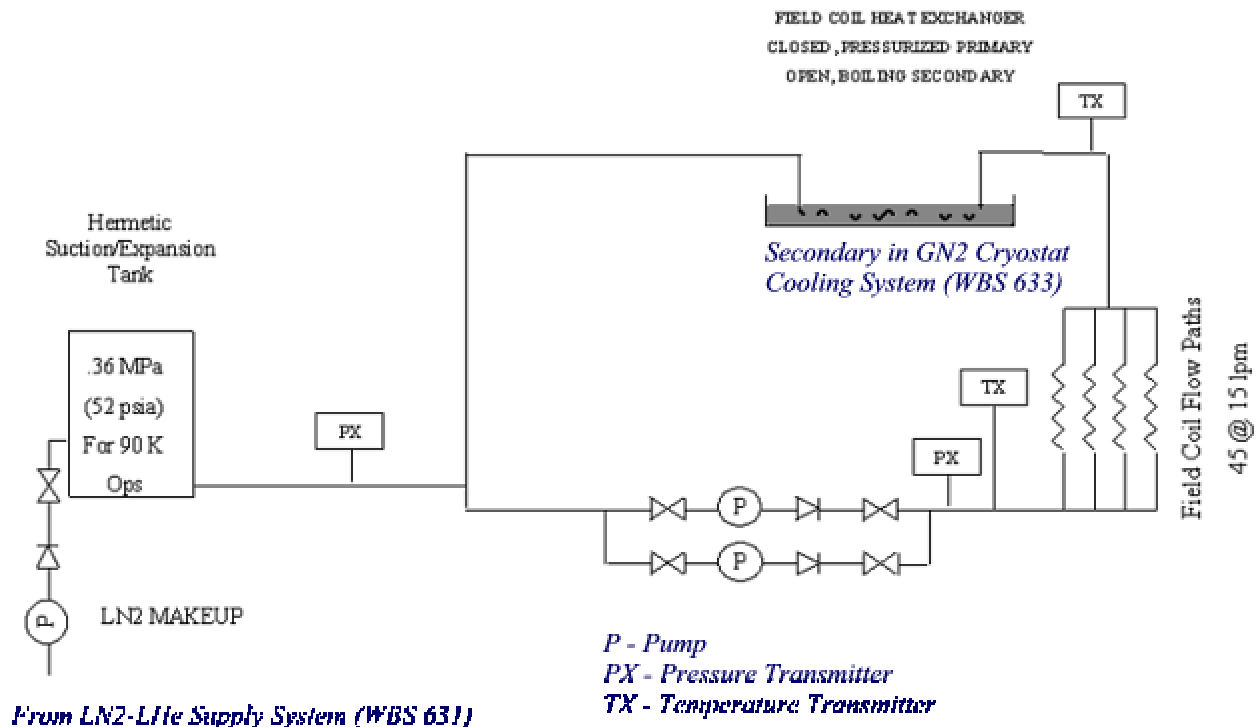 FIELD COIL HEAT EXCHANGER
CLOSED, PRESSURIZED PRIMARY
OPEN, BOILING SECONDARY
TX
Hermetic
Suction/Expansion
Tank
Secondary in GN2 Cryostat
Cooling System (WBS 633)
.36 MPa
(52 psia)
For 90 K
Ops
PX
TX
PX
Field Coil Flow Paths
45 @ 15 lpm
P
P
P
LN2 MAKEUP
P - Pump
PX - Pressure Transmitter
TX - Temperature Transmitter
From LN2-LHe Supply System (WBS 631)